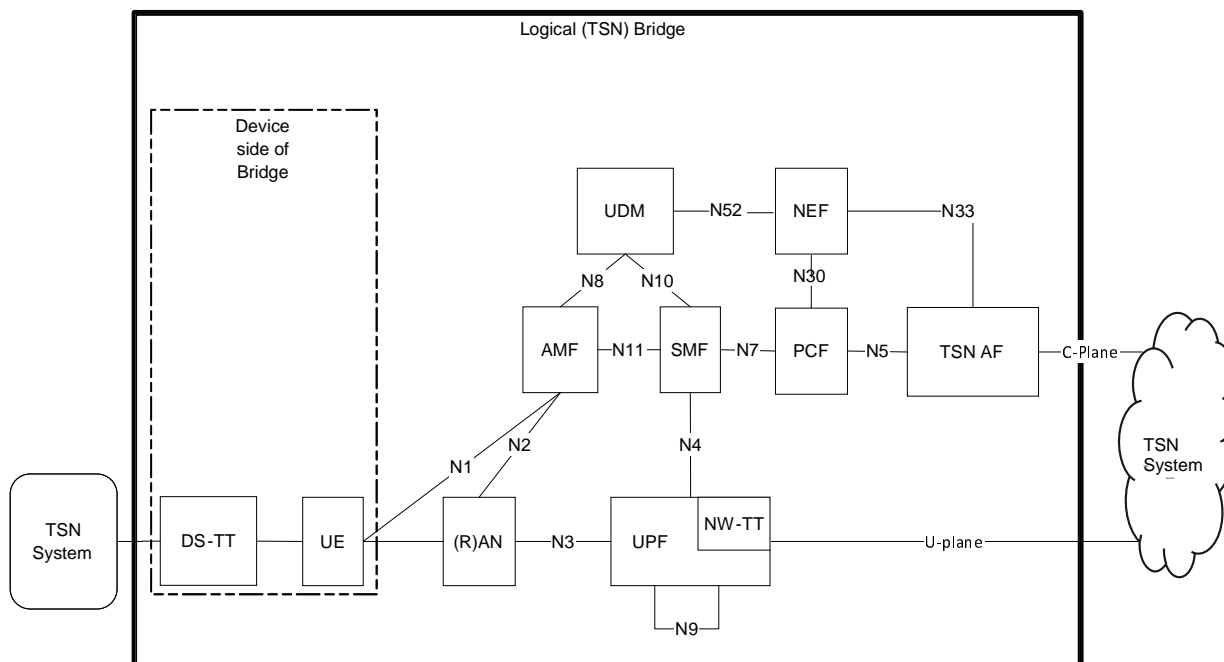 Logical (TSN) Bridge
Device
side of
Bridge
UDM
N52
NEF
N33
N8
N10
N30
AMF
N11
SMF
N7
PCF
N5
TSN AF
C-Plane
N1
N2
N4
TSN
System
TSN
System
DS-TT
UE
(R)AN
N3
UPF
NW-TT
U-plane
N9